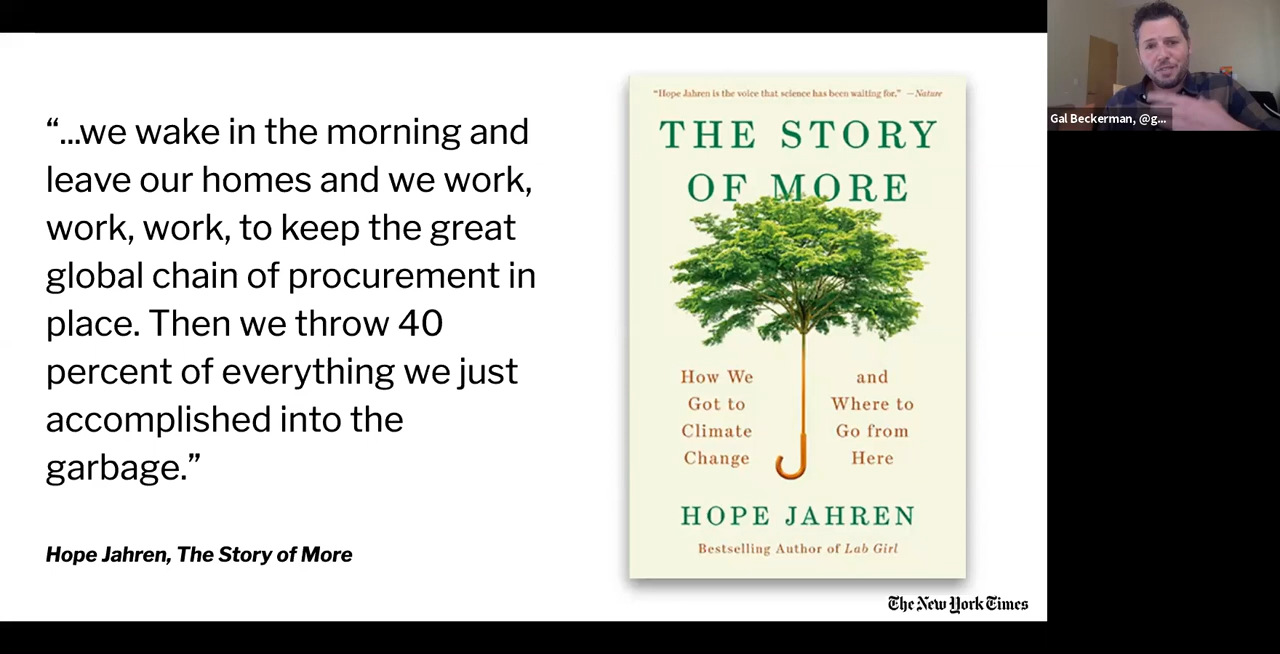 “...we wake in the morning and
leave our homes and we work,
work, work, to keep the great
global chain of procurement in
place. Then we throw 40
percent of everything we just
accomplished into the
garbage.”
Hope Jahren, The Story of More
“Hope Jahren is the voice that science has been waiting for.” —Nature
THE STORY
OF MORE
How We
Got to
Climate
Change
and
Where to
Go from
Here
HOPE JAHREN
Bestselling Author of Lab Girl
The New York Times
Gal Beckerman, @g...